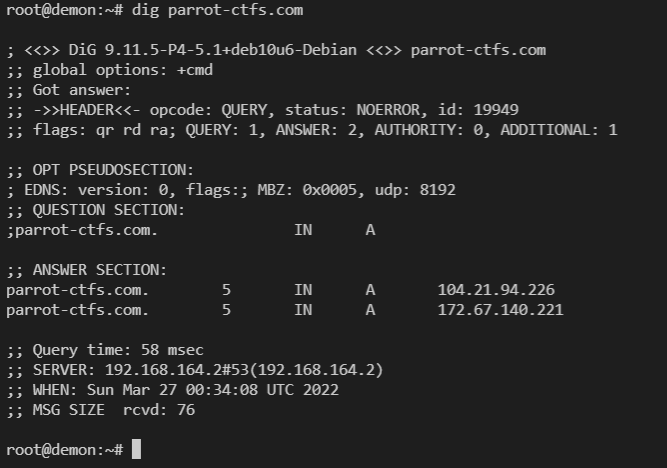 root@demon:~# dig parrot-ctfs.com
; <<>> DiG 9.11.5-P4-5.1+deb10u6-Debian <<>> parrot-ctfs.com
;; global options: +cmd
;; Got answer:
;; ->>HEADER<<- opcode: QUERY, status: NOERROR, id: 19949
;; flags: qr rd ra; QUERY: 1, ANSWER: 2, AUTHORITY: 0, ADDITIONAL: 1
;; OPT PSEUDOSECTION:
; EDNS: version: 0, flags:; MBZ: 0x0005, udp: 8192
;; QUESTION SECTION:
;parrot-ctfs.com. IN A
;; ANSWER SECTION:
parrot-ctfs.com. 5 IN A 104.21.94.226
parrot-ctfs.com. 5 IN A 172.67.140.221
;; Query time: 58 msec
;; SERVER: 192.168.164.2#53(192.168.164.2)
;; WHEN: Sun Mar 27 00:34:08 UTC 2022
;; MSG SIZE  rcvd: 76
root@demon:~#